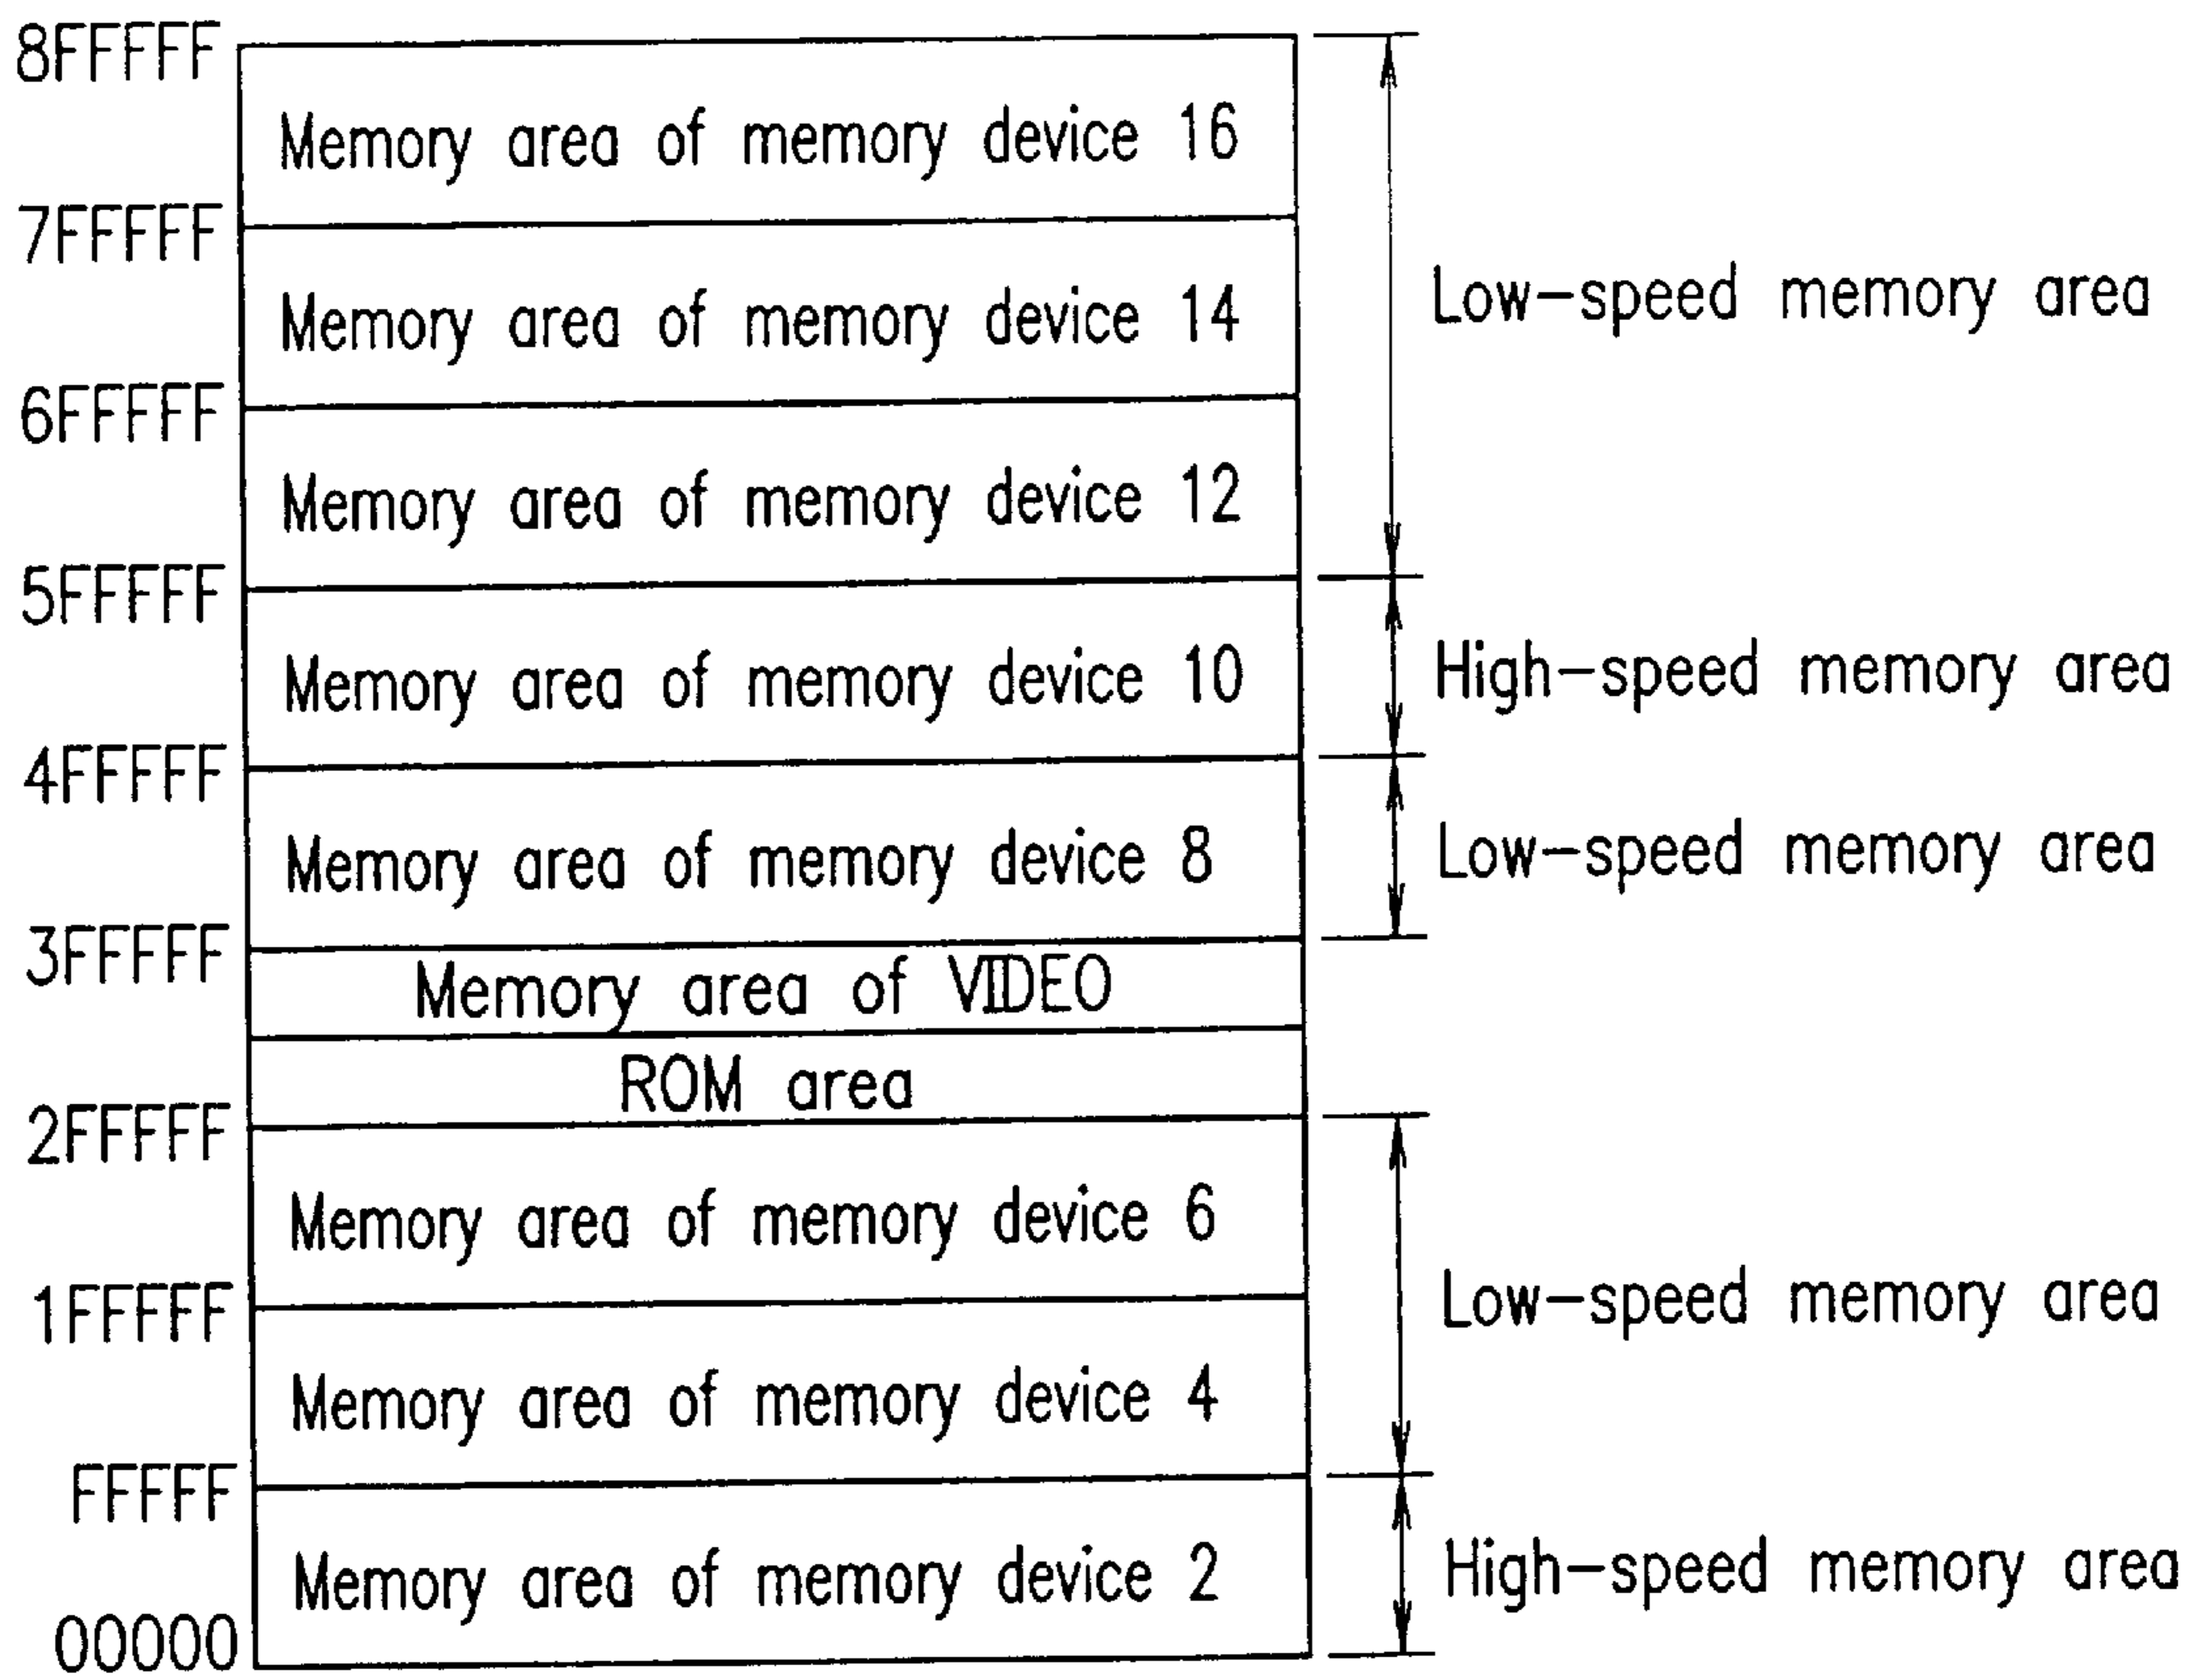 8FFFFF
Memory area of memory device 16
7FFFFF
Memory area of memory device 14
Low-speed memory area
6FFFFF
Memory area of memory device 12
5FFFFF
Memory area of memory device 10
High-speed memory area
4FFFFF
Memory area of memory device 8
Low-speed memory area
3FFFFF
Memory area of VIDEO
ROM area
2FFFFF
Memory area of memory device 6
1FFFFF
Low-speed memory area
Memory area of memory device 4
FFFFF
Memory area of memory device 2
High-speed memory area
00000